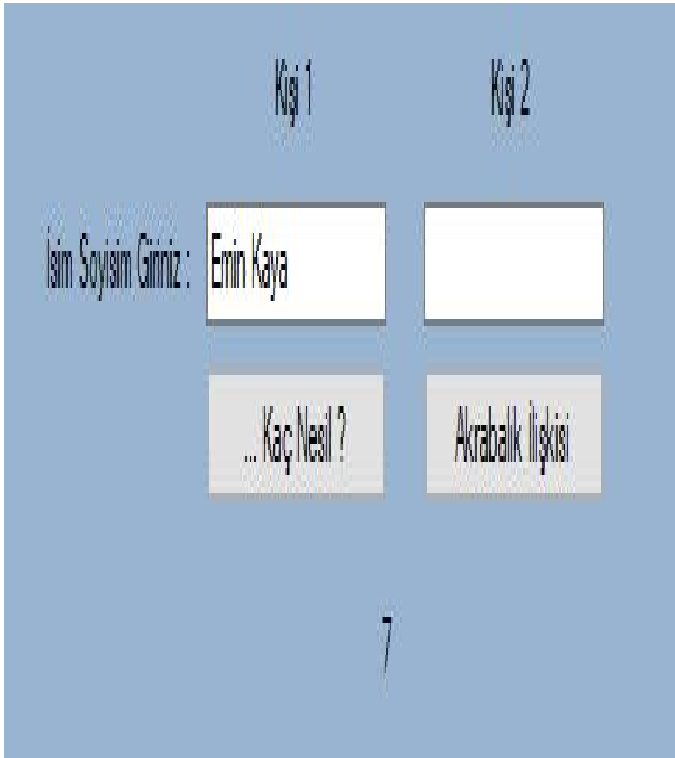 Kişi 1 Kişi 2
İsim Soyisim Giriniz : Emin Kaya
... Kaç Nesil ? Akrabalık İlişkisi
7